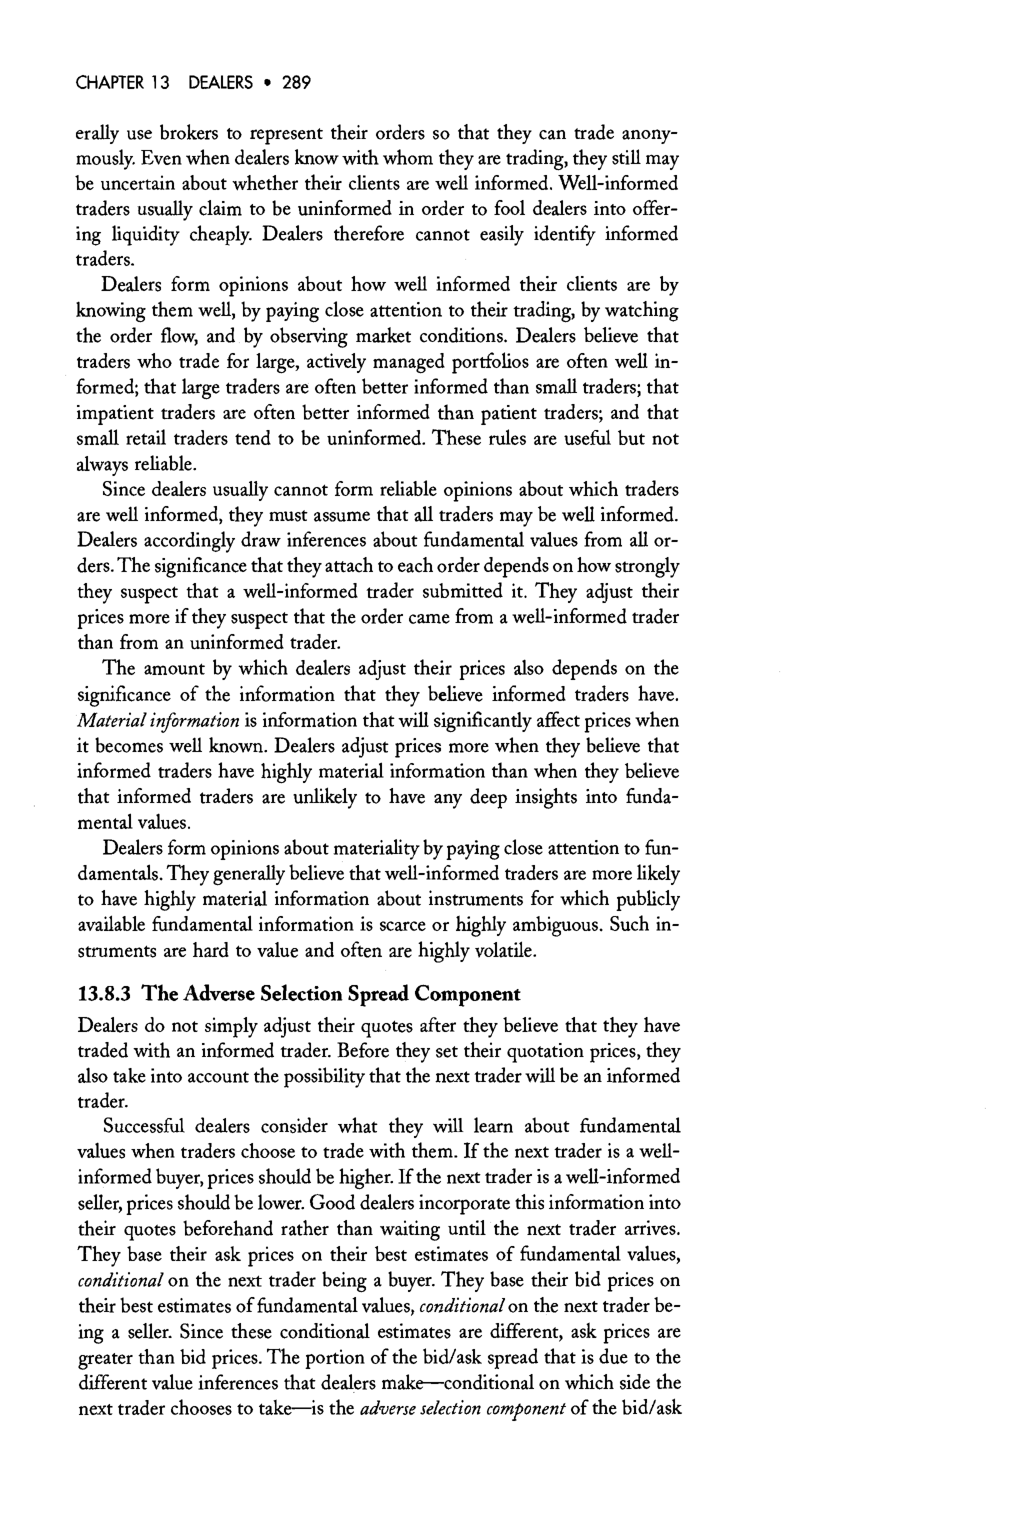 CHAPTER 13 DEALERS • 289
erally use brokers to represent their orders so that they can trade anony-
mously. Even when dealers know with whom they are trading, they still may
be uncertain about whether their clients are well informed. Well-informed
traders usually claim to be uninformed in order to fool dealers into offer-
ing liquidity cheaply. Dealers therefore cannot easily identify informed
traders.
Dealers form opinions about how well informed their clients are by
knowing them well, by paying close attention to their trading, by watching
the order flow, and by observing market conditions. Dealers believe that
traders who trade for large, actively managed portfolios are often well in-
formed; that large traders are often better informed than small traders; that
impatient traders are often better informed than patient traders; and that
small retail traders tend to be uninformed. These rules are useful but not
always reliable.
Since dealers usually cannot form reliable opinions about which traders
are well informed, they must assume that all traders may be well informed.
Dealers accordingly draw inferences about fundamental values from all or-
ders. The significance that they attach to each order depends on how strongly
they suspect that a well-informed trader submitted it. They adjust their
prices more if they suspect that the order came from a well-informed trader
than from an uninformed trader.
The amount by which dealers adjust their prices also depends on the
significance of the information that they believe informed traders have.
Material information is information that will significantly affect prices when
it becomes well known. Dealers adjust prices more when they believe that
informed traders have highly material information than when they believe
that informed traders are unlikely to have any deep insights into funda-
mental values.
Dealers form opinions about materiality by paying close attention to fun-
damentals. They generally believe that well-informed traders are more likely
to have highly material information about instruments for which publicly
available fundamental information is scarce or highly ambiguous. Such in-
struments are hard to value and often are highly volatile.
13.8.3 The Adverse Selection Spread Component
Dealers do not simply adjust their quotes after they believe that they have
traded with an informed trader. Before they set their quotation prices, they
also take into account the possibility that the next trader will be an informed
trader.
Successful dealers consider what they will learn about fundamental
values when traders choose to trade with them. If the next trader is a well-
informed buyer, prices should be higher. If the next trader is a well-informed
seller, prices should be lower. Good dealers incorporate this information into
their quotes beforehand rather than waiting until the next trader arrives.
They base their ask prices on their best estimates of fundamental values,
conditional on the next trader being a buyer. They base their bid prices on
their best estimates of fundamental values, conditional on the next trader be-
ing a seller. Since these conditional estimates are different, ask prices are
greater than bid prices. The portion of the bid/ask spread that is due to the
different value inferences that dealers make—conditional on which side the
next trader chooses to take—is the adverse selection component of the bid/ask